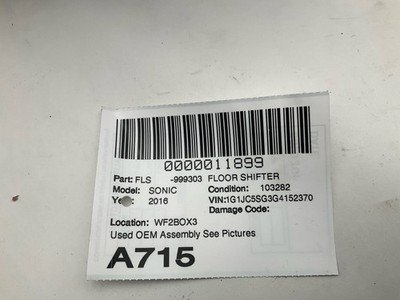 0000011899
Part: FLS -999303 FLOOR SHIFTER
Model: SONIC Condition: 103282
Year: 2016 VIN:1G1JC5SG3G4152370
Damage Code:
Location: WF2BOX3
Used OEM Assembly See Pictures
A715